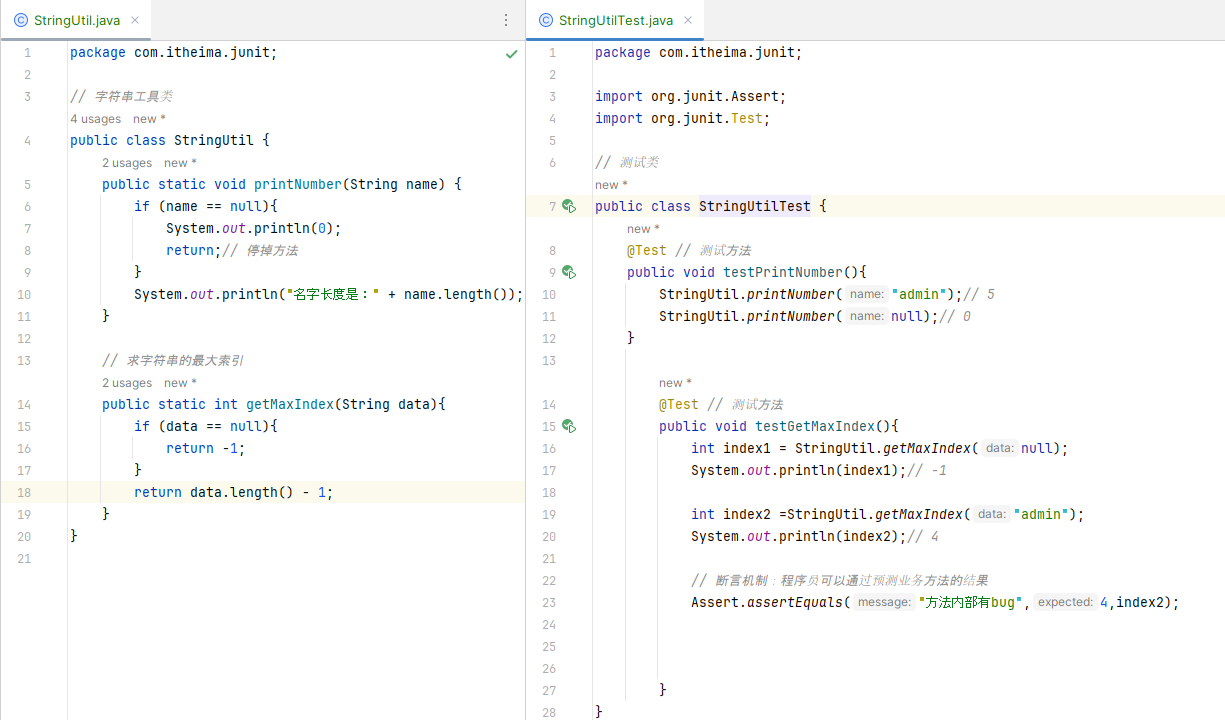 StringUtil.java
1 package com.itheima.junit;
2
3 // 字符串工具类
4 usages new *
4 public class StringUtil {
2 usages new *
5 public static void printNumber(String name) {
6 if (name == null){
7 System.out.println(0);
8 return;// 停掉方法
9 }
10 System.out.println("名字长度是：" + name.length());
11 }
12
13 // 求字符串的最大索引
2 usages new *
14 public static int getMaxIndex(String data){
15 if (data == null){
16 return -1;
17 }
18 return data.length() - 1;
19 }
20 }
21
StringUtilTest.java
1 package com.itheima.junit;
2
3 import org.junit.Assert;
4 import org.junit.Test;
5
6 // 测试类
new *
7 public class StringUtilTest {
new *
8 @Test // 测试方法
9 public void testPrintNumber(){
10 StringUtil.printNumber( name: "admin");// 5
11 StringUtil.printNumber( name: null);// 0
12 }
13
new *
14 @Test // 测试方法
15 public void testGetMaxIndex(){
16 int index1 = StringUtil.getMaxIndex( data: null);
17 System.out.println(index1);// -1
18
19 int index2 =StringUtil.getMaxIndex( data: "admin");
20 System.out.println(index2);// 4
21
22 // 断言机制：程序员可以通过预测业务方法的结果
23 Assert.assertEquals( message: "方法内部有bug", expected: 4,index2);
24
25
26
27 }
28 }